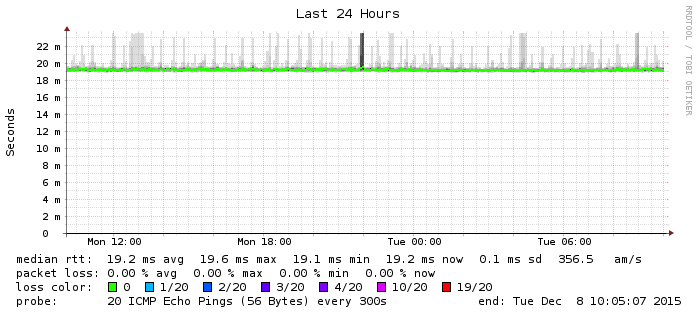 Last 24 Hours
RRDTOOL / TOBI OETIKER
Seconds
22 m
20 m
18 m
16 m
14 m
12 m
10 m
8 m
6 m
4 m
2 m
0
Mon 12:00 Mon 18:00 Tue 00:00 Tue 06:00
median rtt: 19.2 ms avg 19.6 ms max 19.1 ms min 19.2 ms now 0.1 ms sd 356.5 am/s
packet loss: 0.00 % avg 0.00 % max 0.00 % min 0.00 % now
loss color: 0 1/20 2/20 3/20 4/20 10/20 19/20
probe: 20 ICMP Echo Pings (56 Bytes) every 300s end: Tue Dec 8 10:05:07 2015